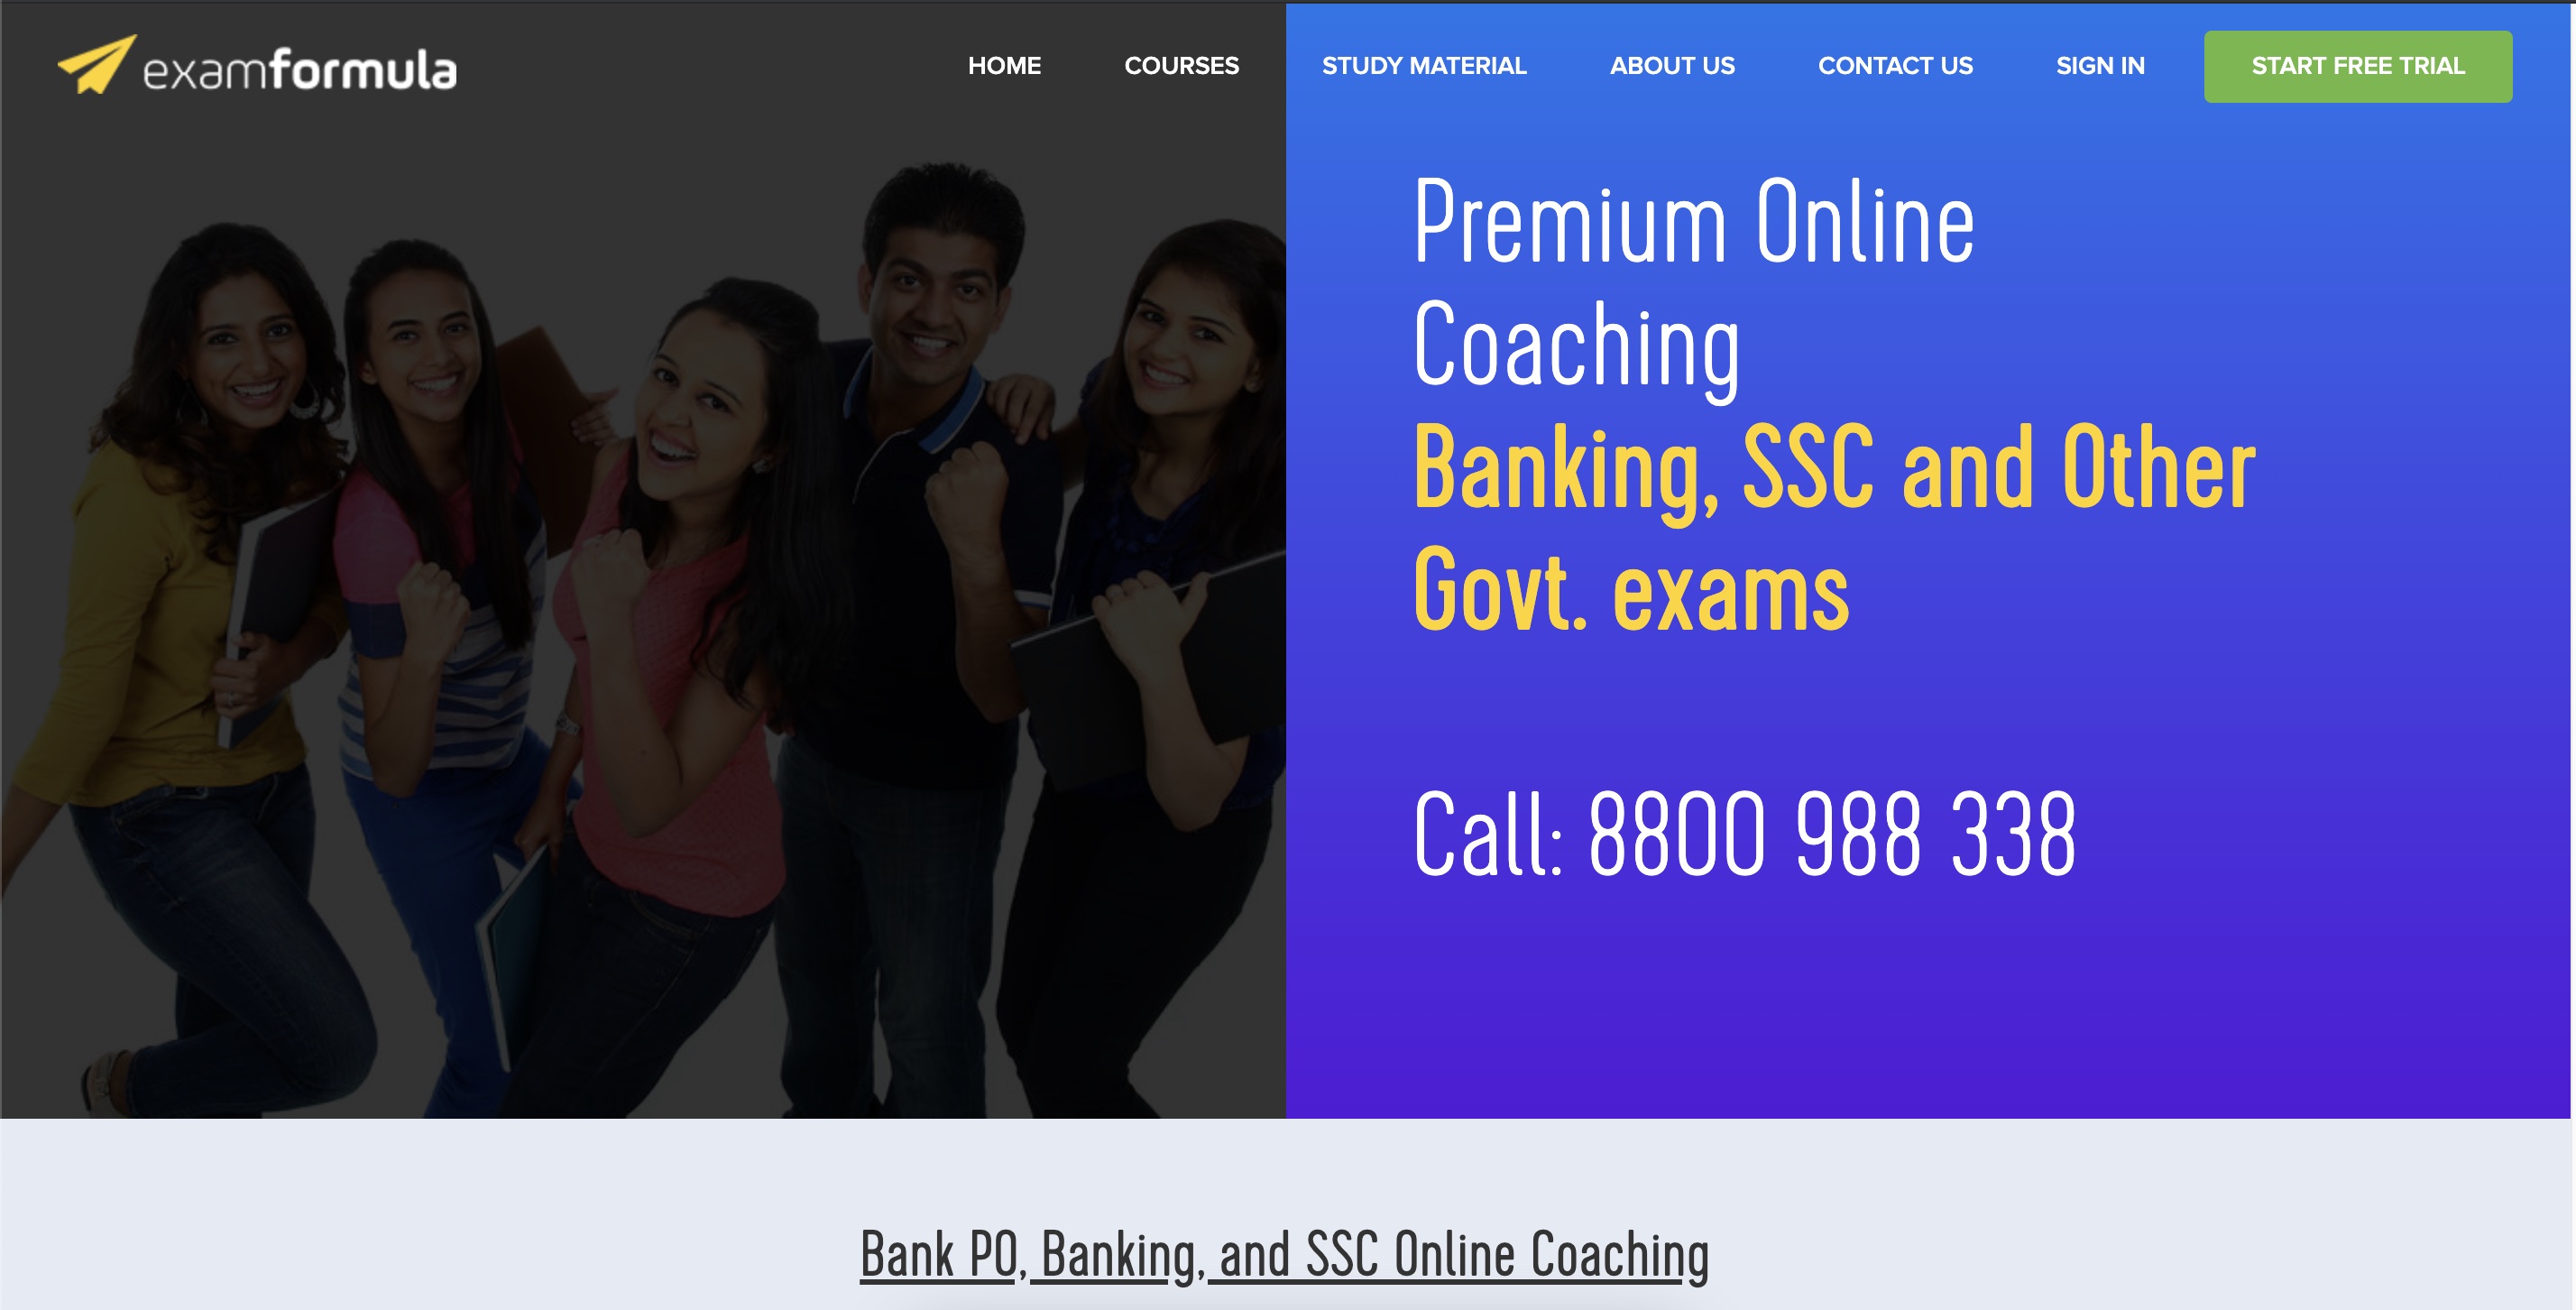 examformula
HOME
COURSES
STUDY MATERIAL
ABOUT US
CONTACT US
SIGN IN
START FREE TRIAL
Premium Online
Coaching
Banking, SSC and Other
Govt. exams
Call: 8800 988 338
Bank PO, Banking, and SSC Online Coaching